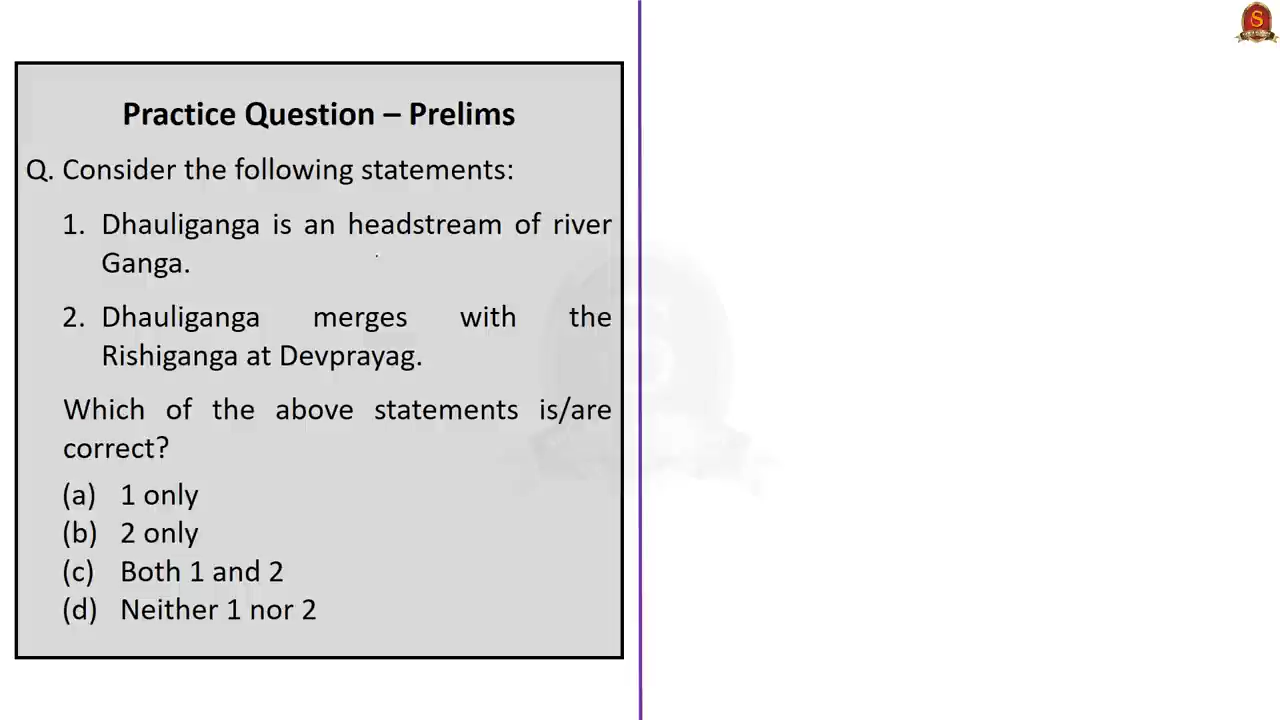 Practice Question – Prelims
Q. Consider the following statements:
1. Dhauliganga is an headstream of river
Ganga.
2. Dhauliganga merges with the
Rishiganga at Devprayag.
Which of the above statements is/are
correct?
(a) 1 only
(b) 2 only
(c) Both 1 and 2
(d) Neither 1 nor 2
S